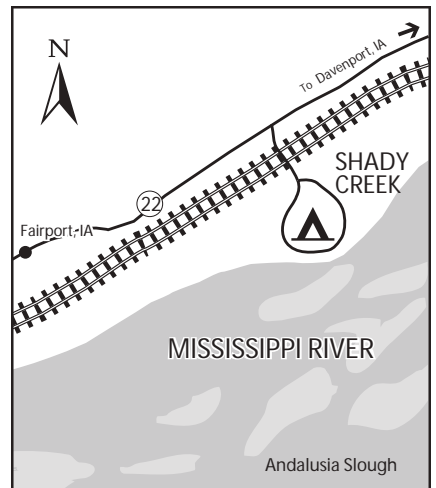 N
To Davenport, IA
SHADY
CREEK
22
Fairport, IA
MISSISSIPPI RIVER
Andalusia Slough